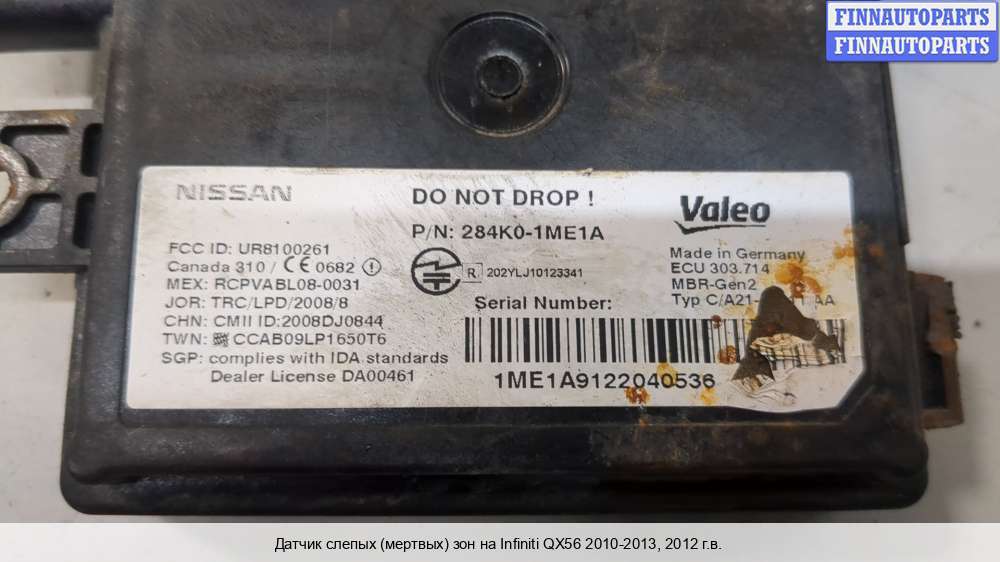 FINNAUTOPARTS
FINNAUTOPARTS
NISSAN
DO NOT DROP !
Valeo
P/N: 284K0-1ME1A
FCC ID: UR8100261
Canada 310 / CE 0682
MEX: RCPVABL08-0031
JOR: TRC/LPD/2008/8
CHN: CMII ID:2008DJ0844
TWN: CCAB09LP1650T6
SGP: complies with IDA standards
Dealer License DA00461
R 202YLJ10123341
Serial Number:
1ME1A9122040536
Made in Germany
ECU 303.714
MBR-Gen2
Typ C/A21- AA
Датчик слепых (мертвых) зон на Infiniti QX56 2010-2013, 2012 г.в.